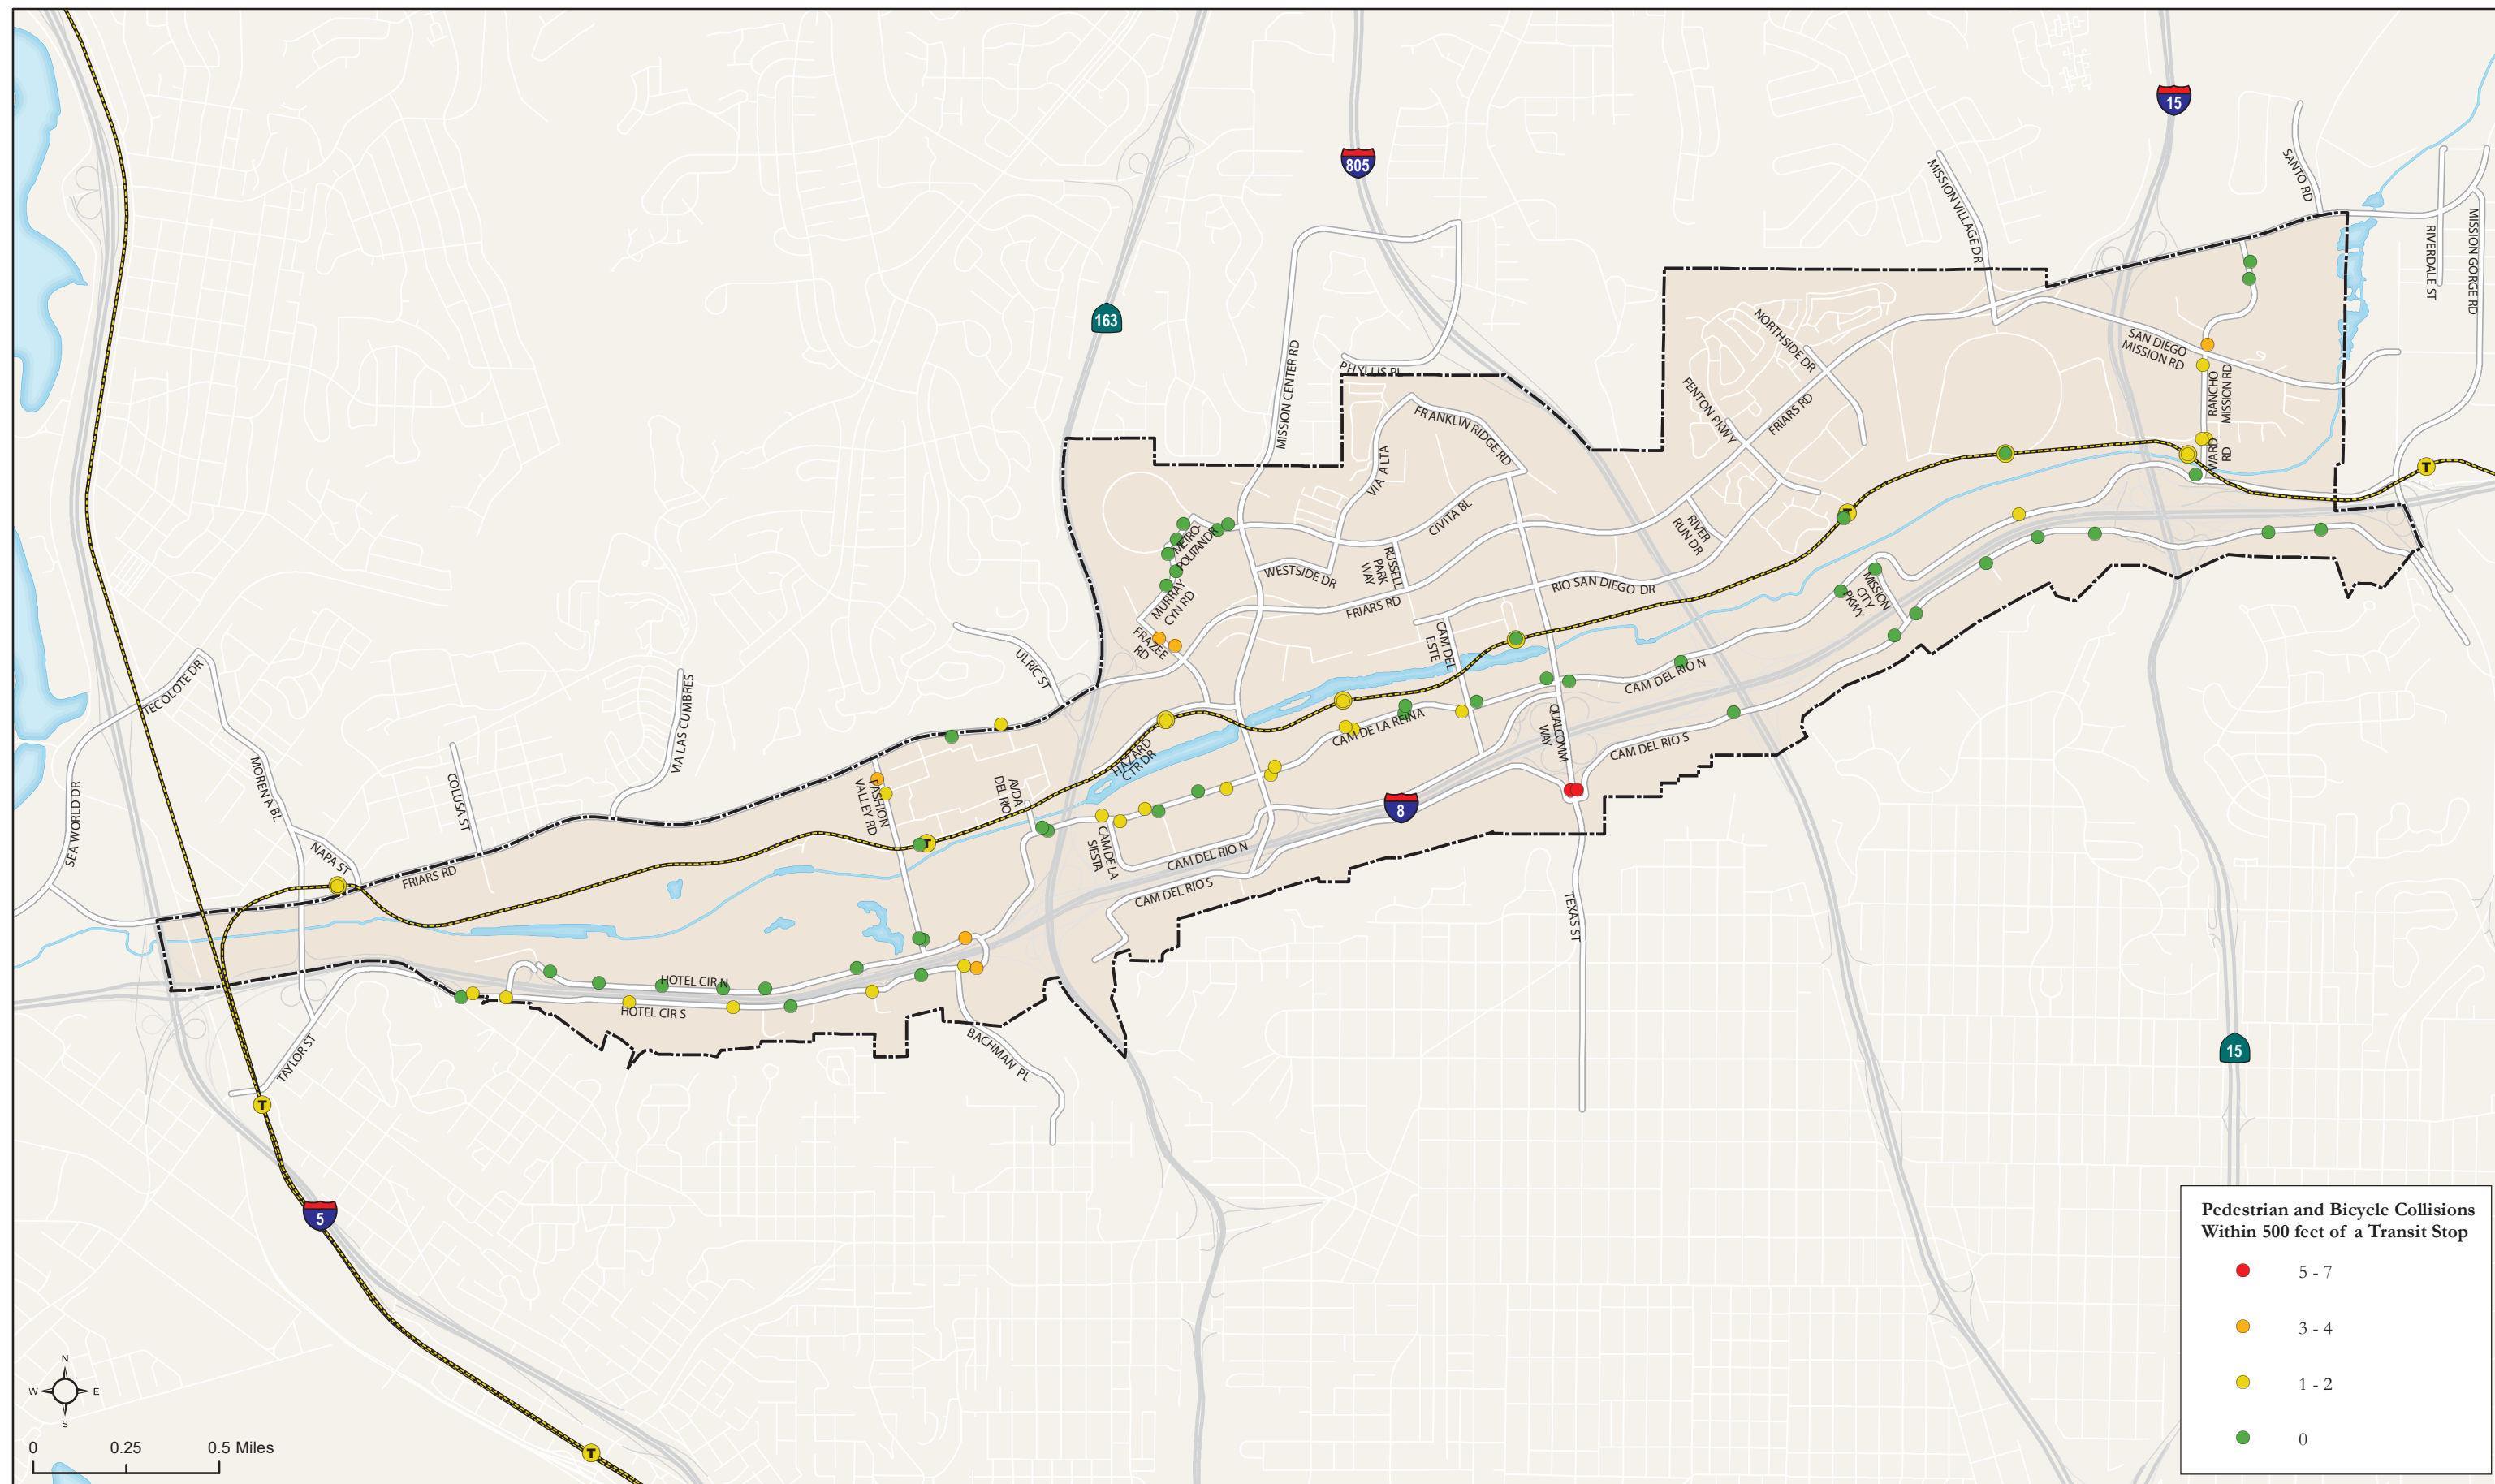 15
805
163
SANTO RD
RIVERDALE ST
MISSION GORGE RD
MISSION VILLAGE DR
MISSION CENTER RD
PHYLLIS PL
NORTHSIDE DR
FENTON PKWY
FRIARS RD
SAN DIEGO
MISSION RD
RANCHO
MISSION RD
WARD
RD
FRANKLIN RIDGE RD
VIA ALTA
CIVITA BL
RUSSELL
PARK
WAY
RIVER
RUN DR
METRO-
POLITAN DR
MURRAY
CYN RD
WESTSIDE DR
FRIARS RD
RIO SAN DIEGO DR
MISSION
CITY
PKWY
FRAZEE
RD
CAM DEL
ESTE
ULRIC ST
TECOLOTE DR
VIA LAS CUMBRES
CAM DEL RIO N
CAM DE LA REINA
QUALCOMM
WAY
CAM DEL RIO S
HAZARD
CTR DR
MORENA BL
COLUSA ST
SEA WORLD DR
FASHION
VALLEY RD
AVDA
DEL RIO
8
T
T
T
NAPA ST
FRIARS RD
CAM DE LA
SIESTA
CAM DEL RIO N
CAM DEL RIO S
TEXAS ST
HOTEL CIR N
HOTEL CIR S
BACHMAN PL
TAYLOR ST
15
T
5
T
Pedestrian and Bicycle Collisions
Within 500 feet of a Transit Stop
5 - 7
3 - 4
1 - 2
0
N
W E
S
0 0.25 0.5 Miles